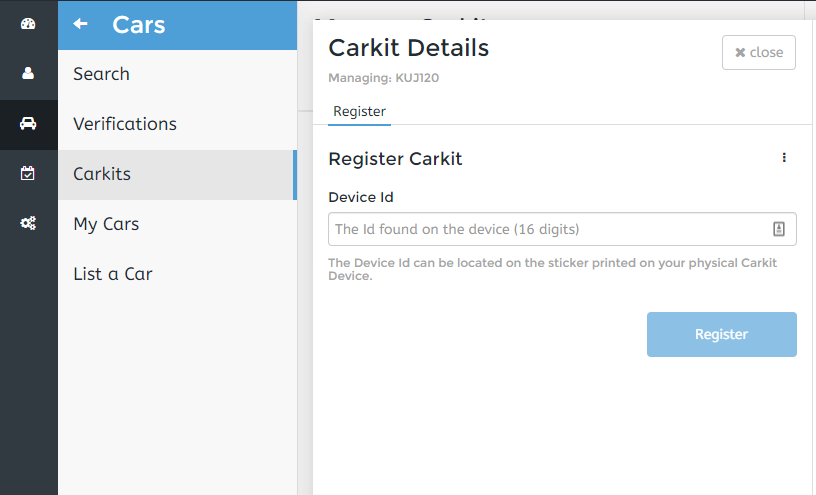 Cars
Search
Verifications
Carkits
My Cars
List a Car
Carkit Details
close
Managing: KUJ120
Register
Register Carkit
Device Id
The Id found on the device (16 digits)
The Device Id can be located on the sticker printed on your physical Carkit
Device.
Register